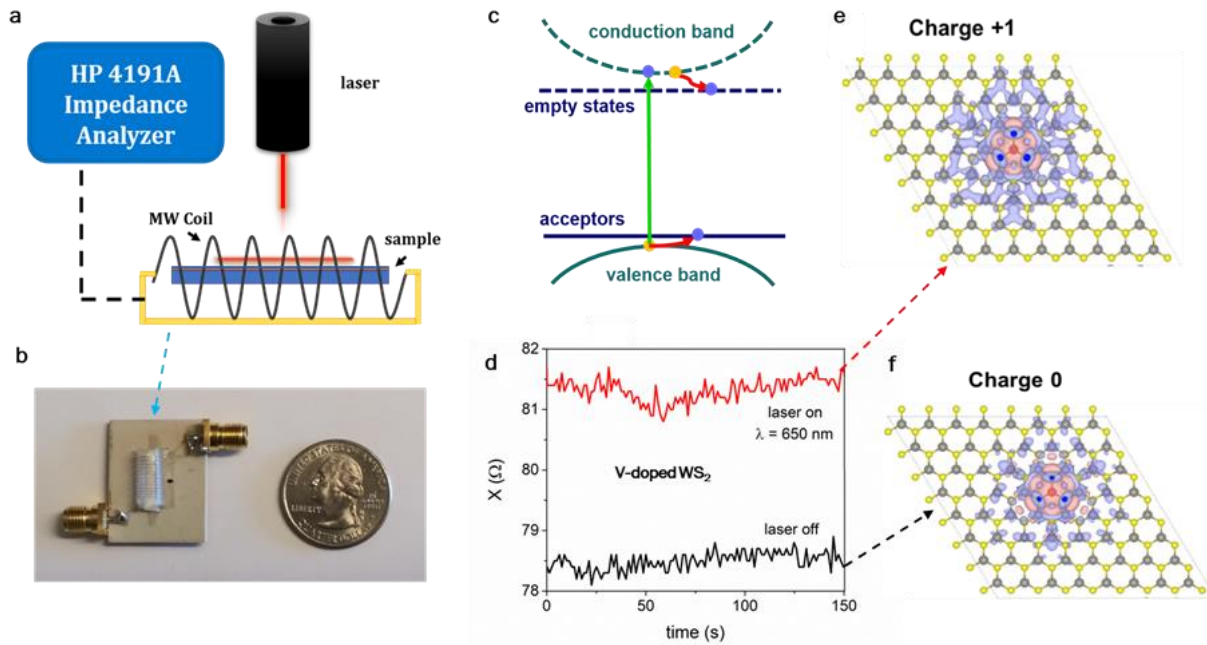 a
HP 4191A
Impedance
Analyzer
laser
MW Coil
sample
b
LIBERTY
c
conduction band
empty states
acceptors
valence band
d
82
81
80
79
78
X (Ω)
laser on
λ = 650 nm
V-doped WS₂
laser off
0
50
100
150
time (s)
e
Charge +1
f
Charge 0